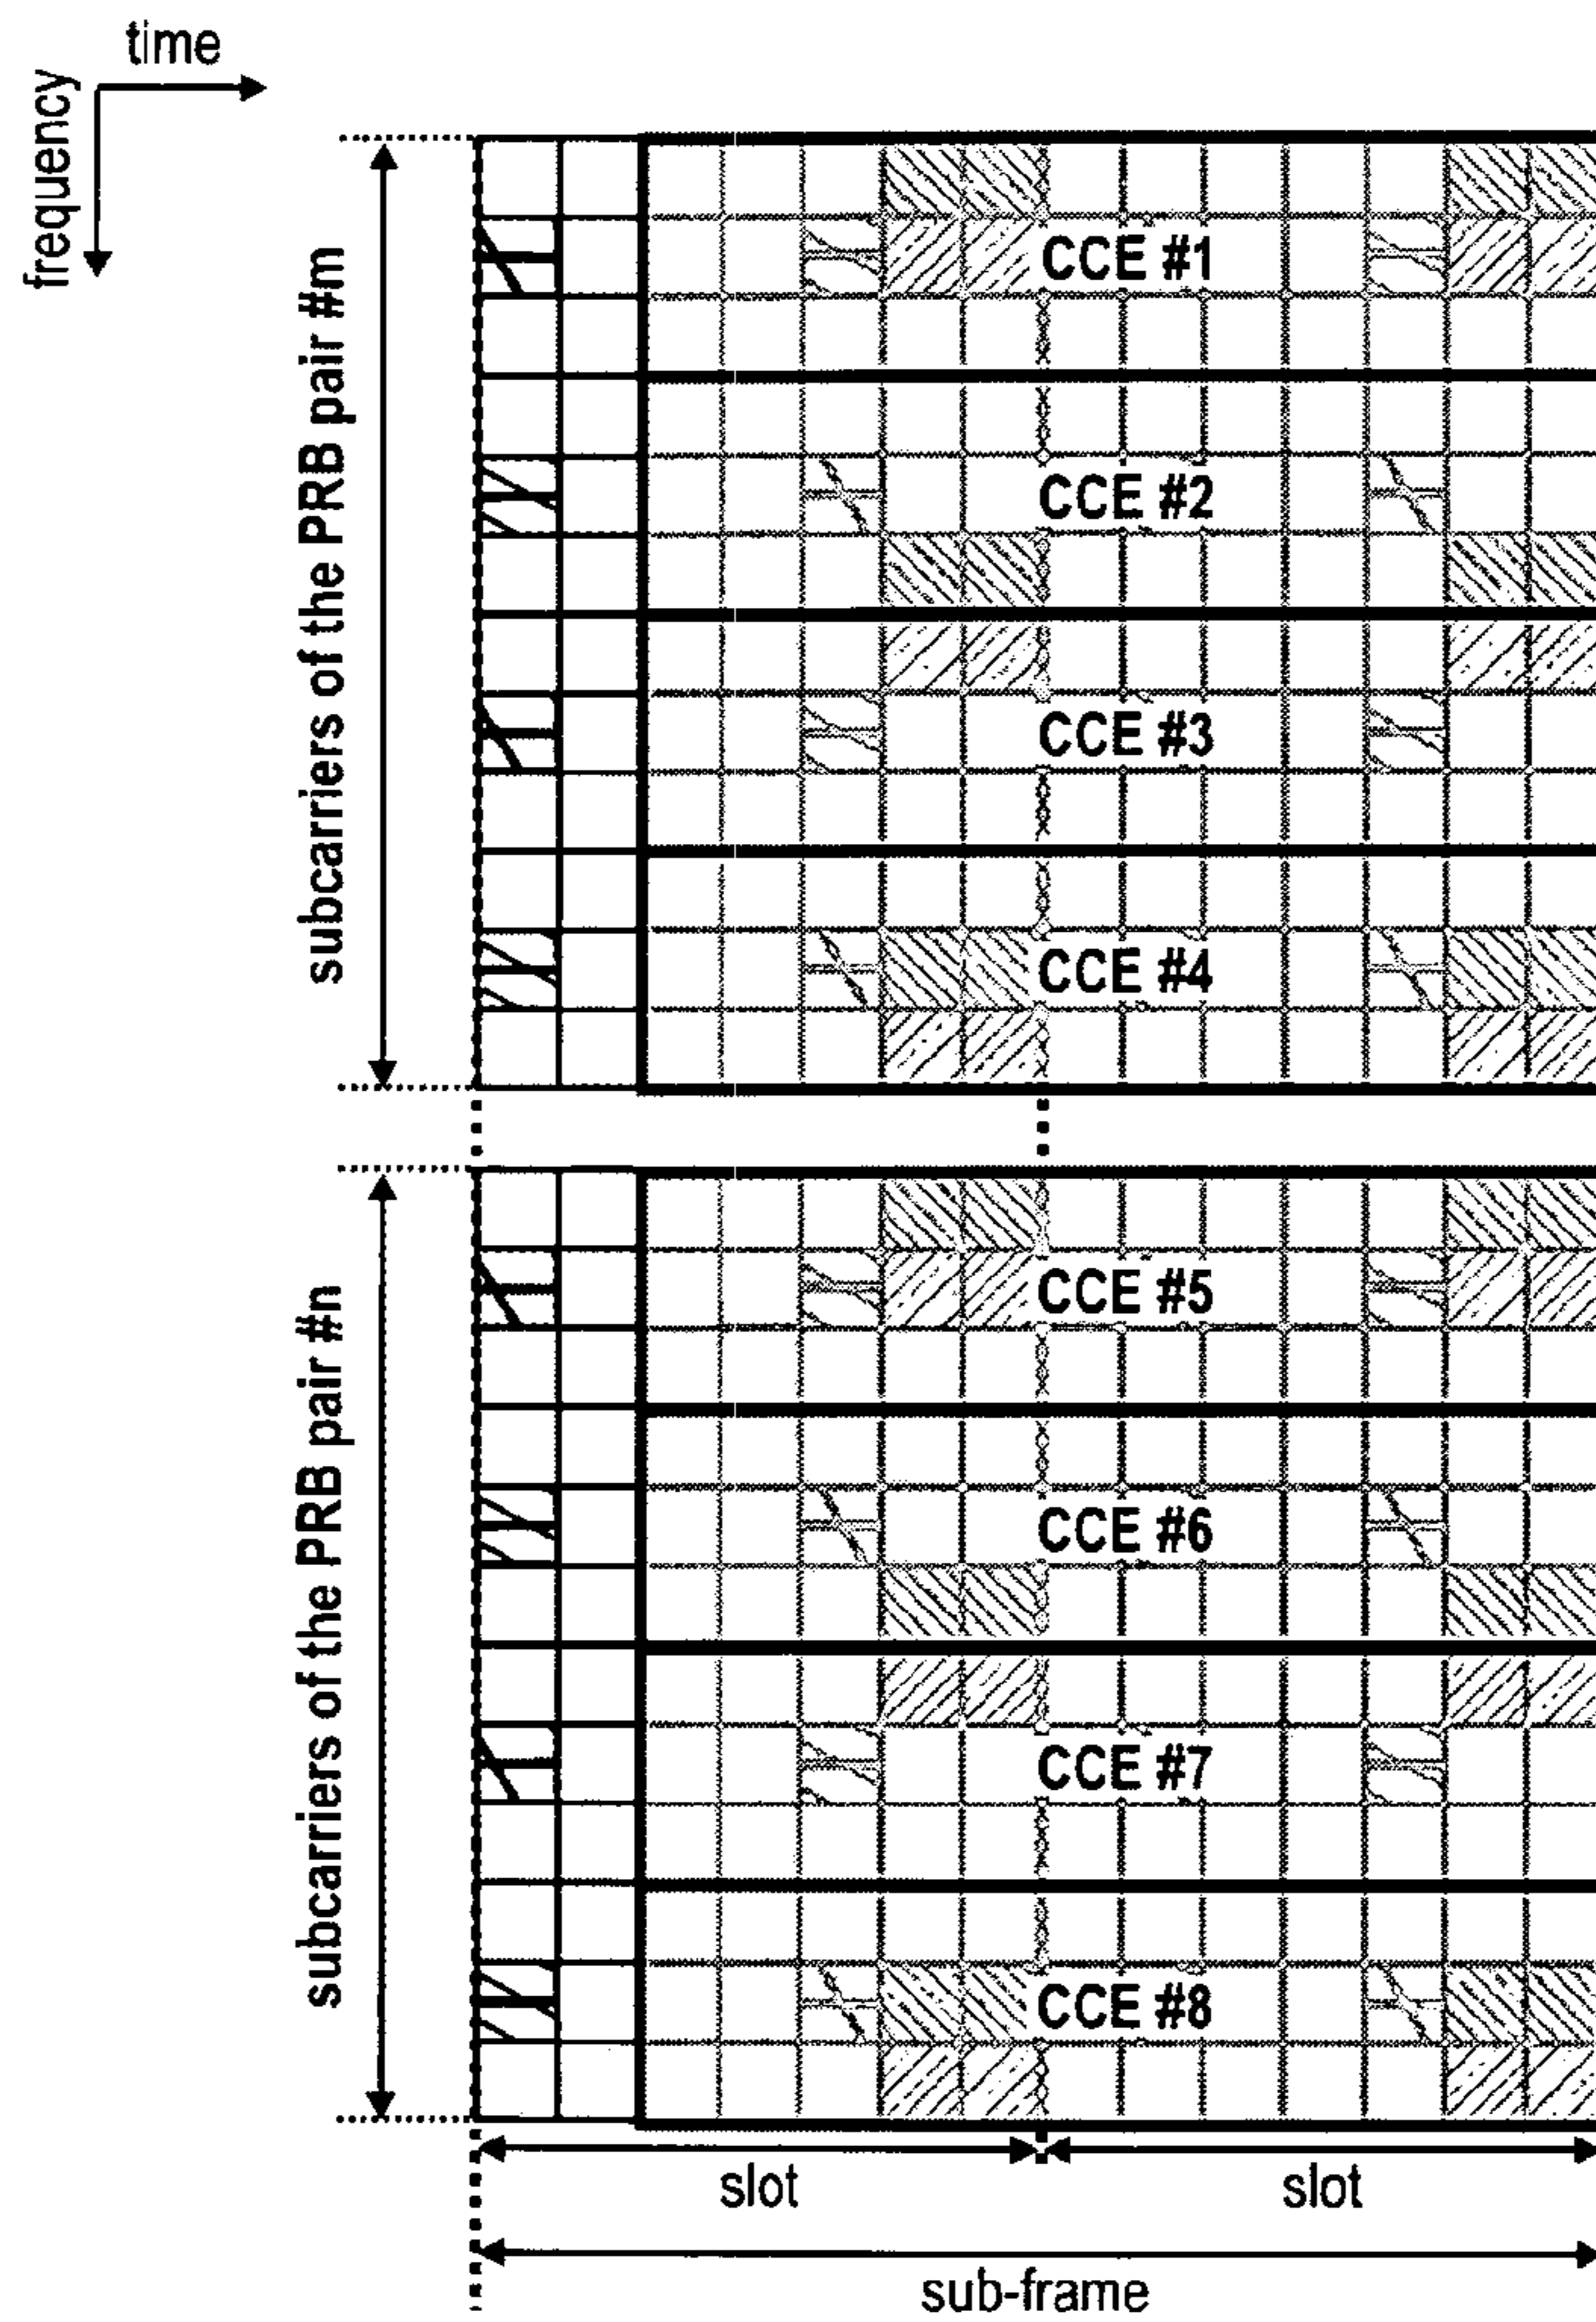 time
frequency
subcarriers of the PRB pair #m
CCE #1
CCE #2
CCE #3
CCE #4
subcarriers of the PRB pair #n
CCE #5
CCE #6
CCE #7
CCE #8
slot
slot
sub-frame